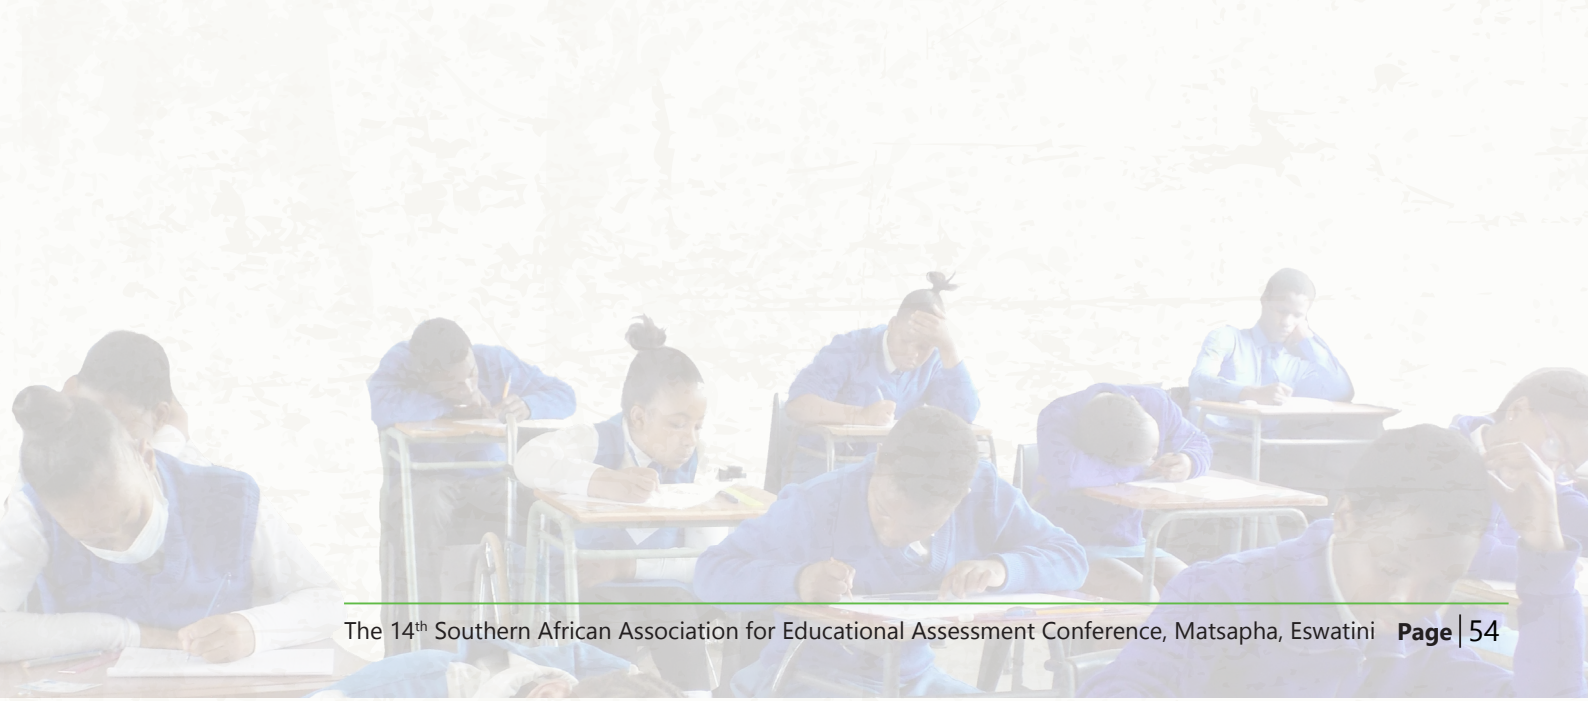 The 14th Southern African Association for Educational Assessment Conference, Matsapha, Eswatini Page|54